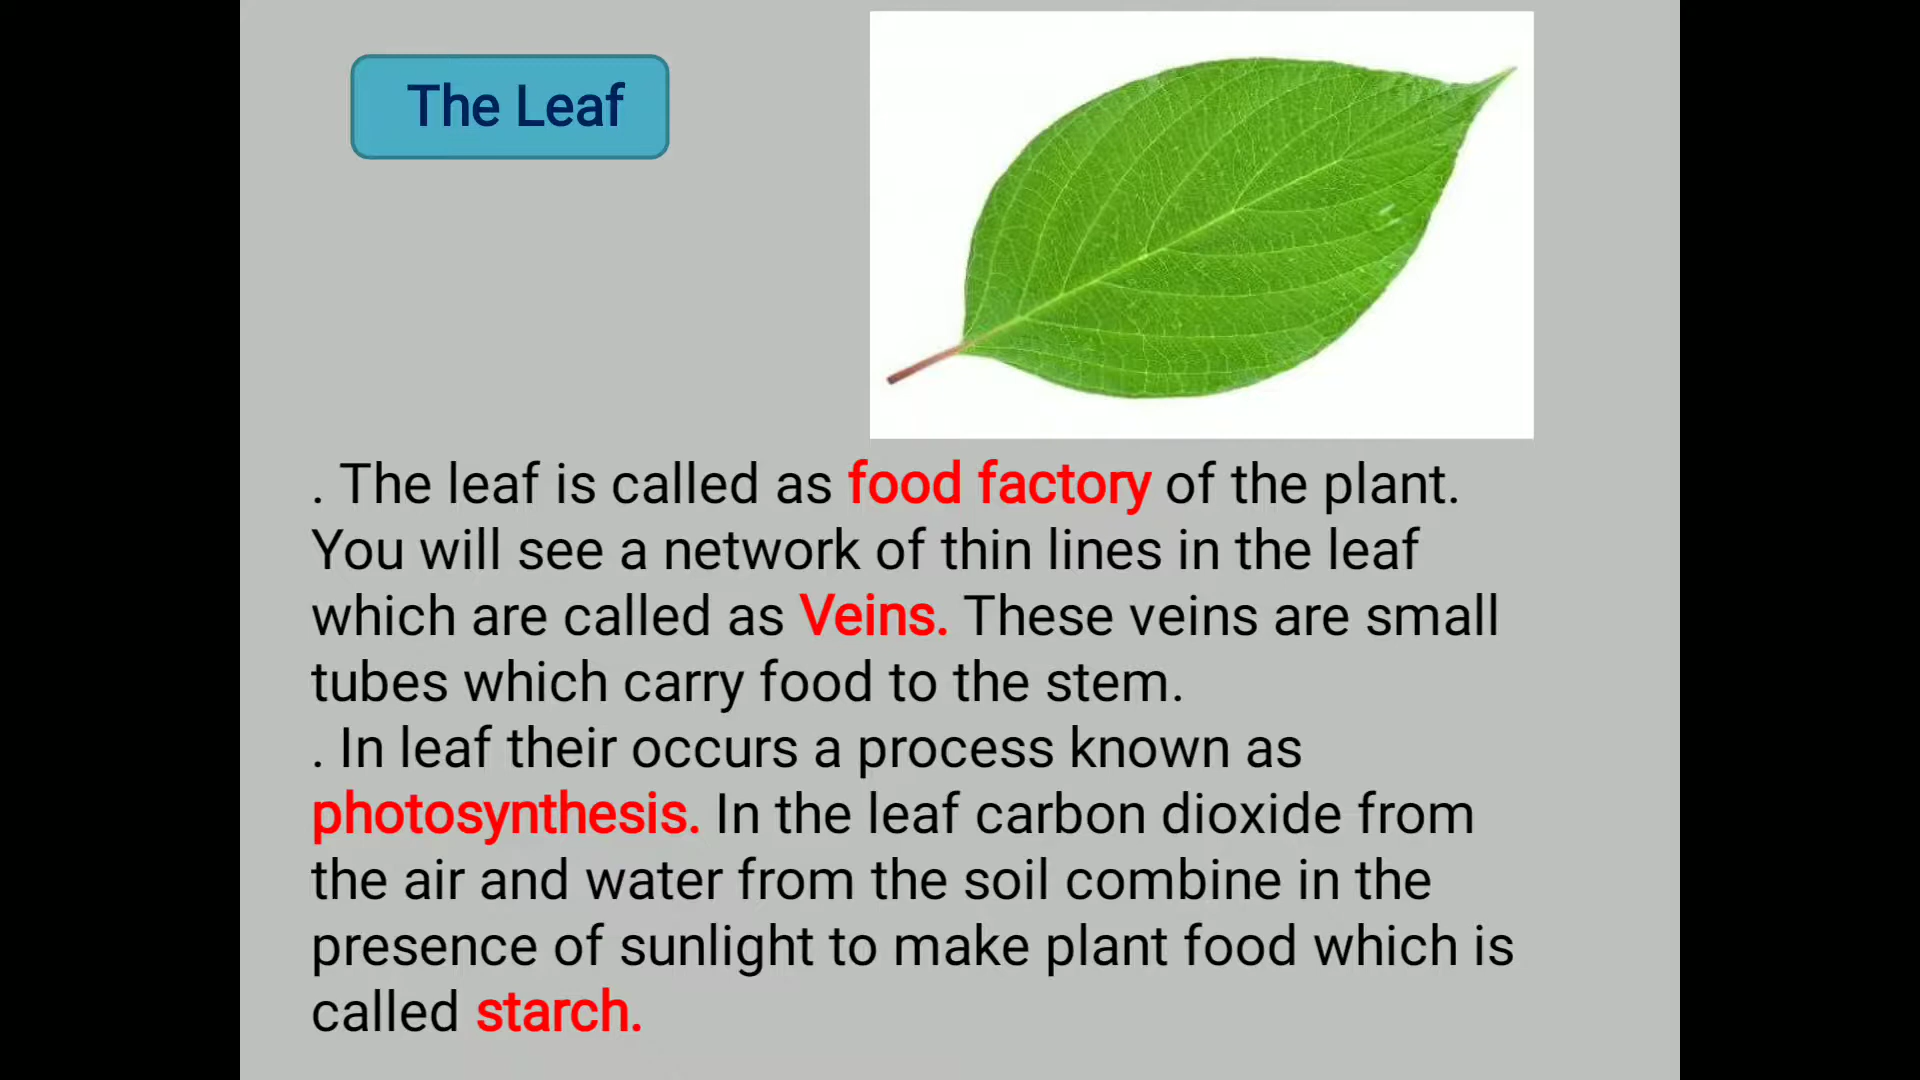 The Leaf
. The leaf is called as food factory of the plant.
You will see a network of thin lines in the leaf
which are called as Veins. These veins are small
tubes which carry food to the stem.
. In leaf their occurs a process known as
photosynthesis. In the leaf carbon dioxide from
the air and water from the soil combine in the
presence of sunlight to make plant food which is
called starch.